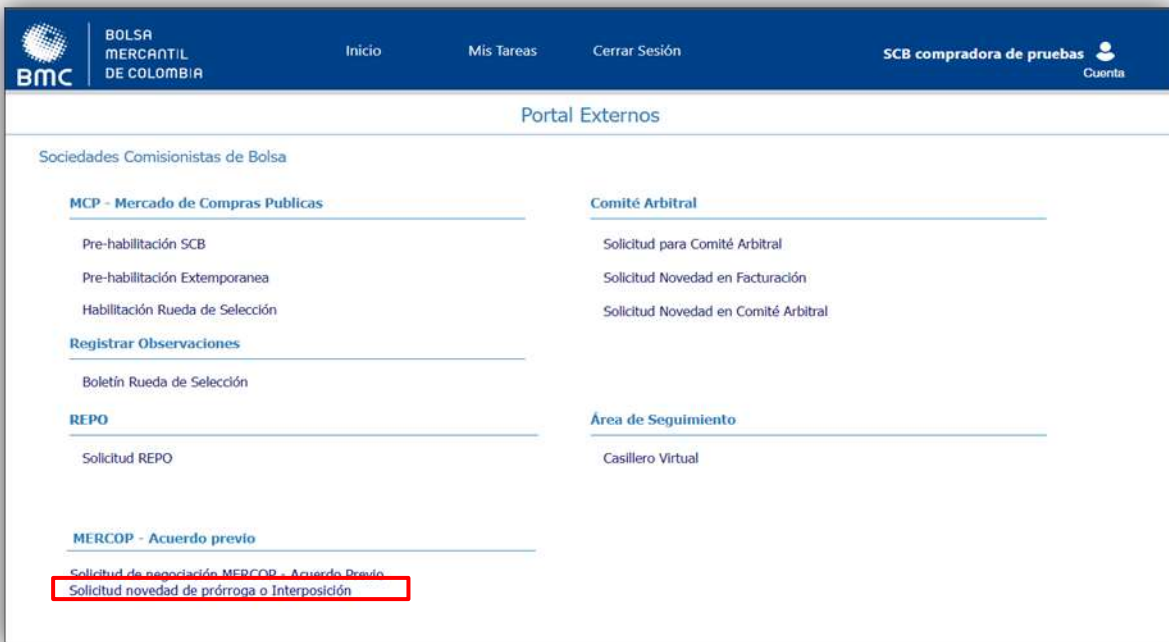 BMC
BOLSA
MERCANTIL
DE COLOMBIA
Inicio
Mis Tareas
Cerrar Sesión
SCB compradora de pruebas
Cuenta
Portal Externos
Sociedades Comisionistas de Bolsa
MCP - Mercado de Compras Publicas
Pre-habilitación SCB
Pre-habilitación Extemporanea
Habilitación Rueda de Selección
Comité Arbitral
Solicitud para Comité Arbitral
Solicitud Novedad en Facturación
Solicitud Novedad en Comité Arbitral
Registrar Observaciones
Boletín Rueda de Selección
REPO
Solicitud REPO
Área de Seguimiento
Casillero Virtual
MERCOP - Acuerdo previo
Solicitud de negociación MERCOP - Acuerdo Previo
Solicitud novedad de prórroga o Interposición